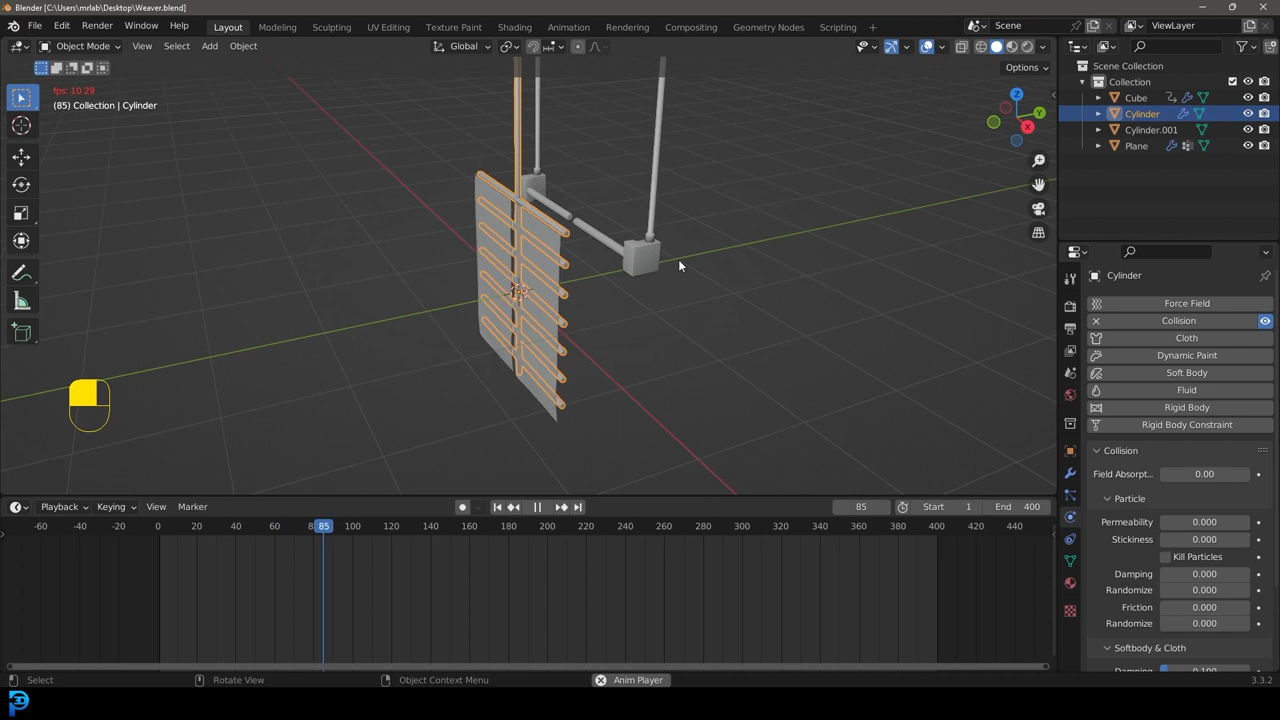 Blender [C:\Users\mrlab\Desktop\Weaver.blend]
File Edit Render Window Help Layout Modeling Sculpting UV Editing Texture Paint Shading Animation Rendering Compositing Geometry Nodes Scripting Scene ViewLayer
Object Mode View Select Add Object Global
Options
fps: 10.29
(85) Collection | Cylinder
Z
Y
X
Scene Collection
Collection
Cube
Cylinder
Cylinder.001
Plane
Cylinder
Force Field
Collision
Cloth
Dynamic Paint
Soft Body
Fluid
Rigid Body
Rigid Body Constraint
Collision
Field Absorpt... 0.00
Particle
Permeability 0.000
Stickiness 0.000
Kill Particles
Damping 0.000
Randomize 0.000
Friction 0.000
Randomize 0.000
Softbody & Cloth
Damping 0.100
Playback Keying View Marker 85 Start 1 End 400
-60 -40 -20 0 20 40 60 8 85 100 120 140 160 180 200 220 240 260 280 300 320 340 360 380 400 420 440
Select Rotate View Object Context Menu Anim Player 3.3.2